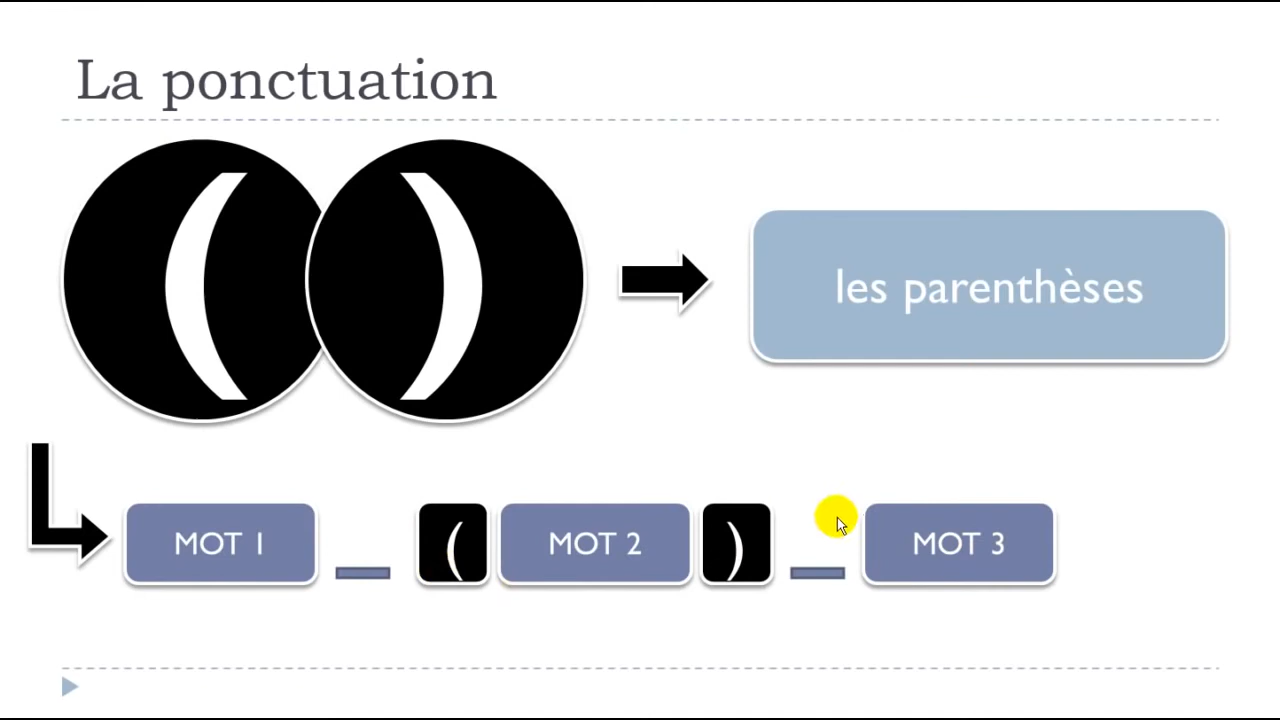 La ponctuation
( )
les parenthèses
MOT 1 _ ( MOT 2 ) _ MOT 3